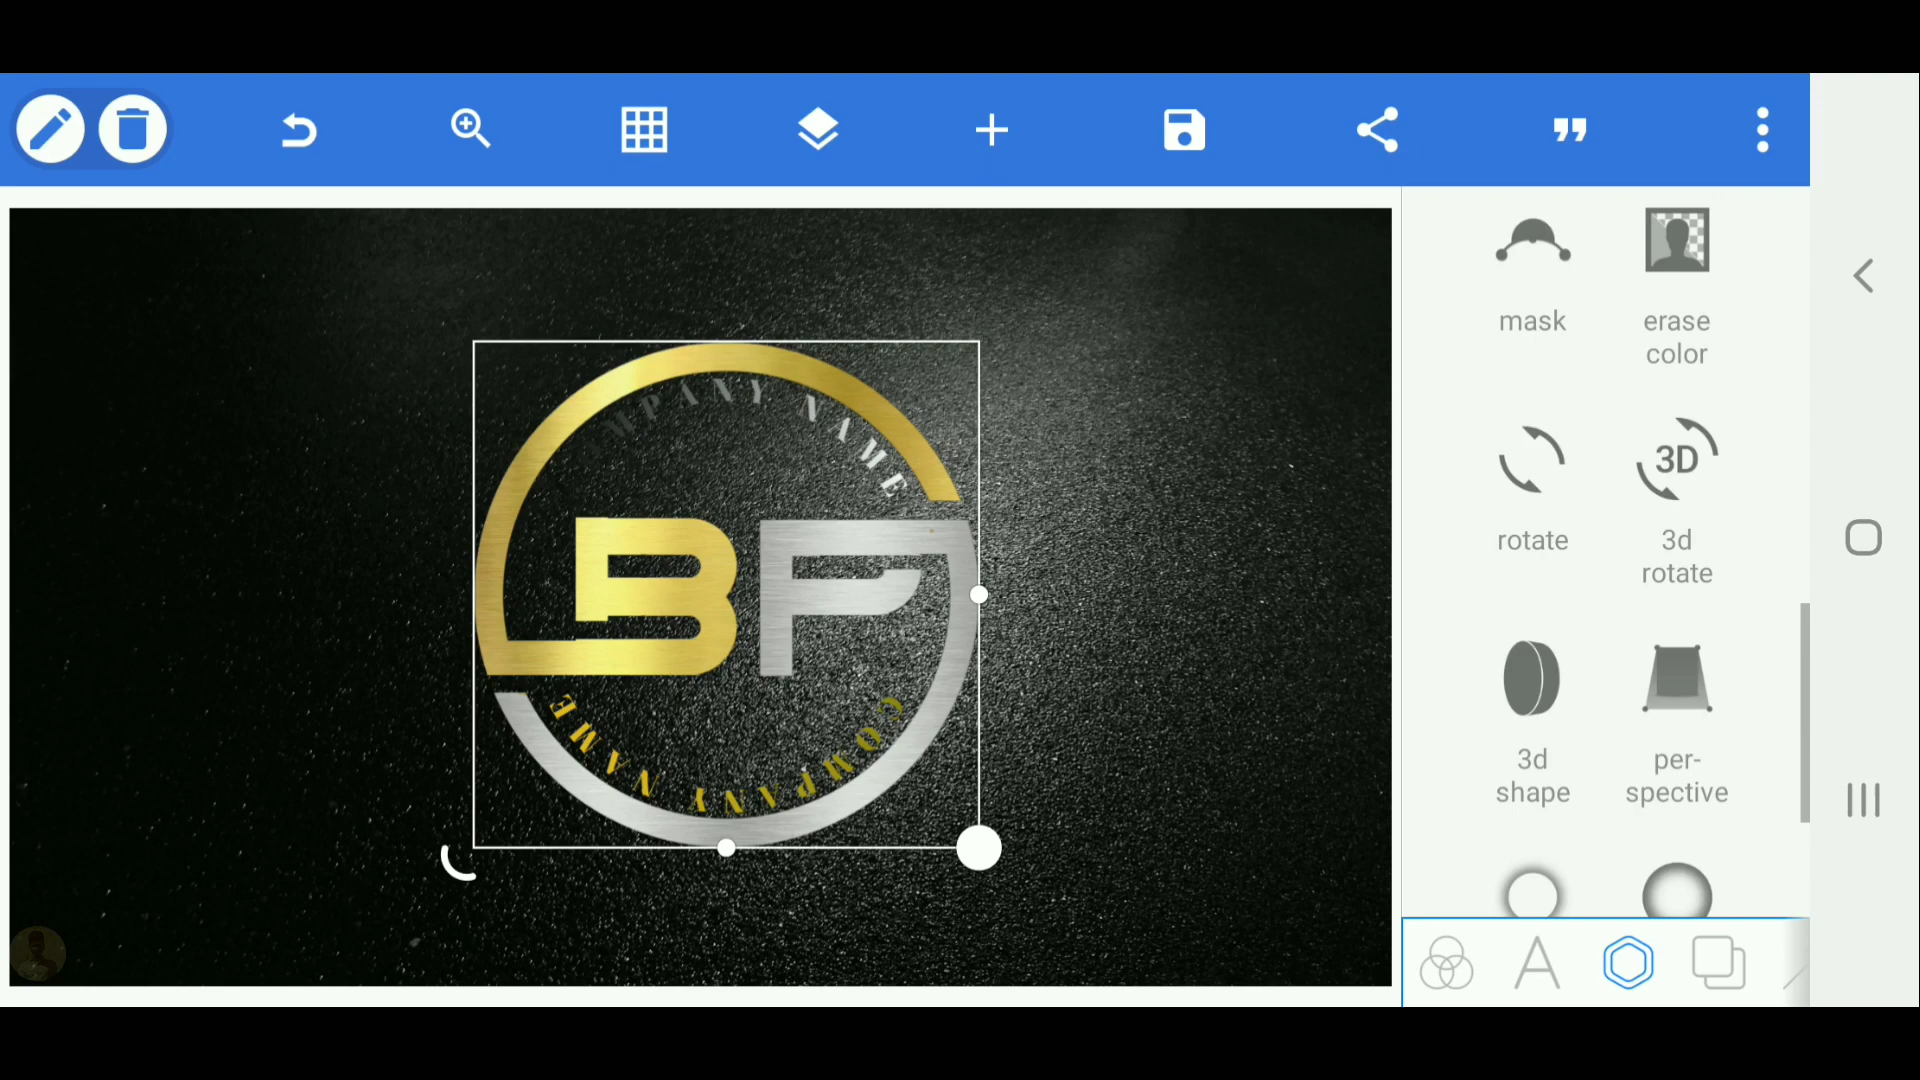 mask
erase
color
COMPANY NAME
BF
COMPANY NAME
rotate
3D
3d
rotate
3d
shape
per-
spective
A